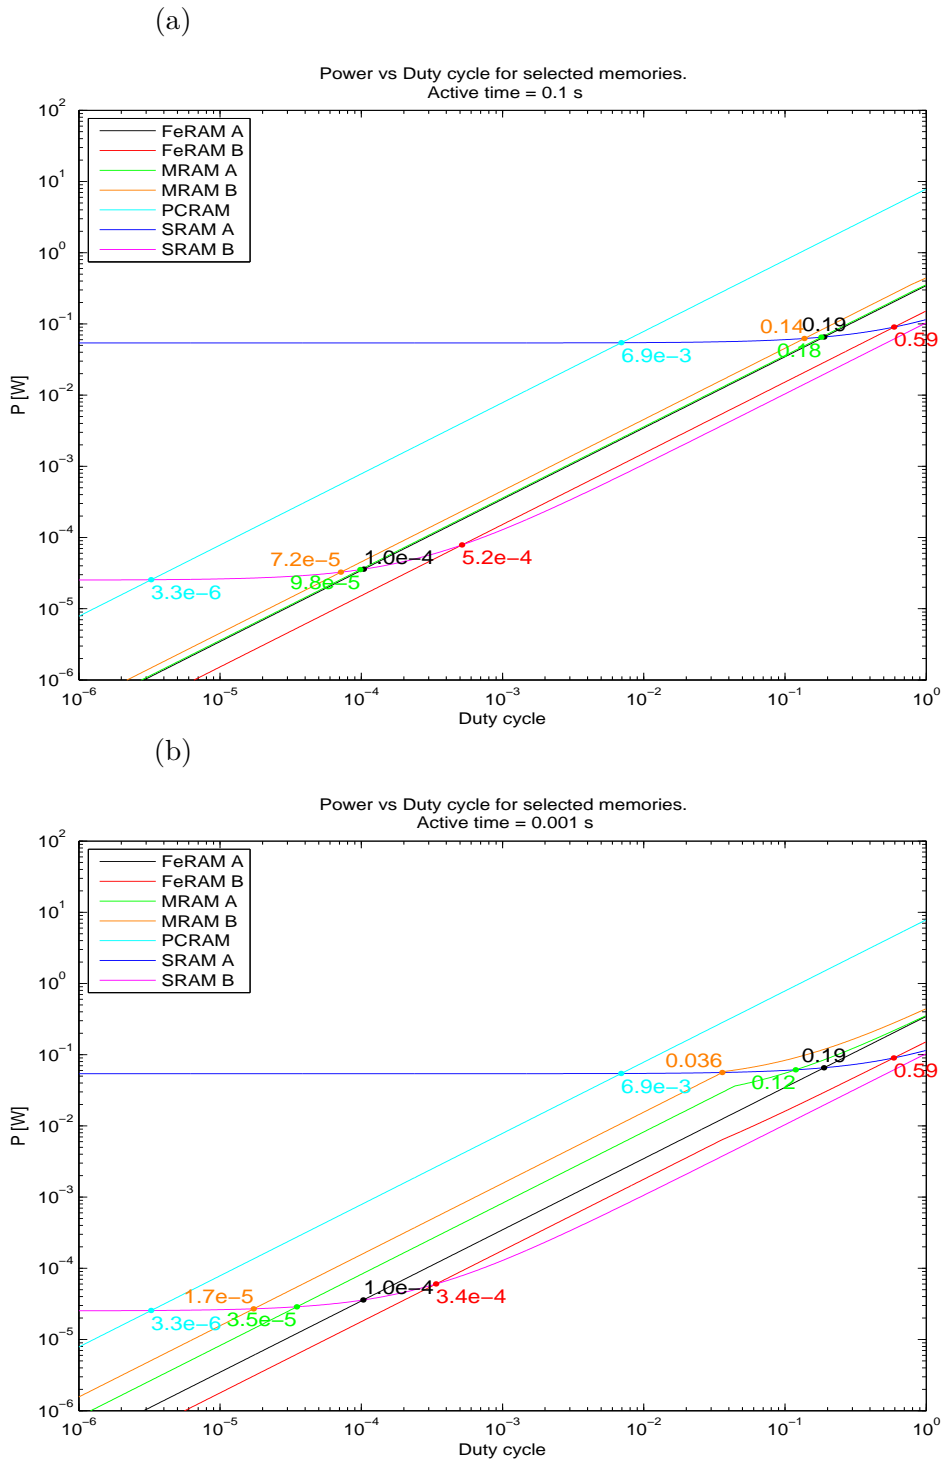 (a)
Power vs Duty cycle for selected memories.
Active time = 0.1 s
10^2
10^1
10^0
10^−1
10^−2
10^−3
10^−4
10^−5
10^−6
P [W]
FeRAM A
FeRAM B
MRAM A
MRAM B
PCRAM
SRAM A
SRAM B
0.14
0.19
0.18
0.59
6.9e−3
7.2e−5
1.0e−4
9.8e−5
5.2e−4
3.3e−6
10^−6 10^−5 10^−4 10^−3 10^−2 10^−1 10^0
Duty cycle
(b)
Power vs Duty cycle for selected memories.
Active time = 0.001 s
10^2
10^1
10^0
10^−1
10^−2
10^−3
10^−4
10^−5
10^−6
P [W]
FeRAM A
FeRAM B
MRAM A
MRAM B
PCRAM
SRAM A
SRAM B
0.036
0.19
0.12
0.59
6.9e−3
1.7e−5
1.0e−4
3.5e−5
3.4e−4
3.3e−6
10^−6 10^−5 10^−4 10^−3 10^−2 10^−1 10^0
Duty cycle